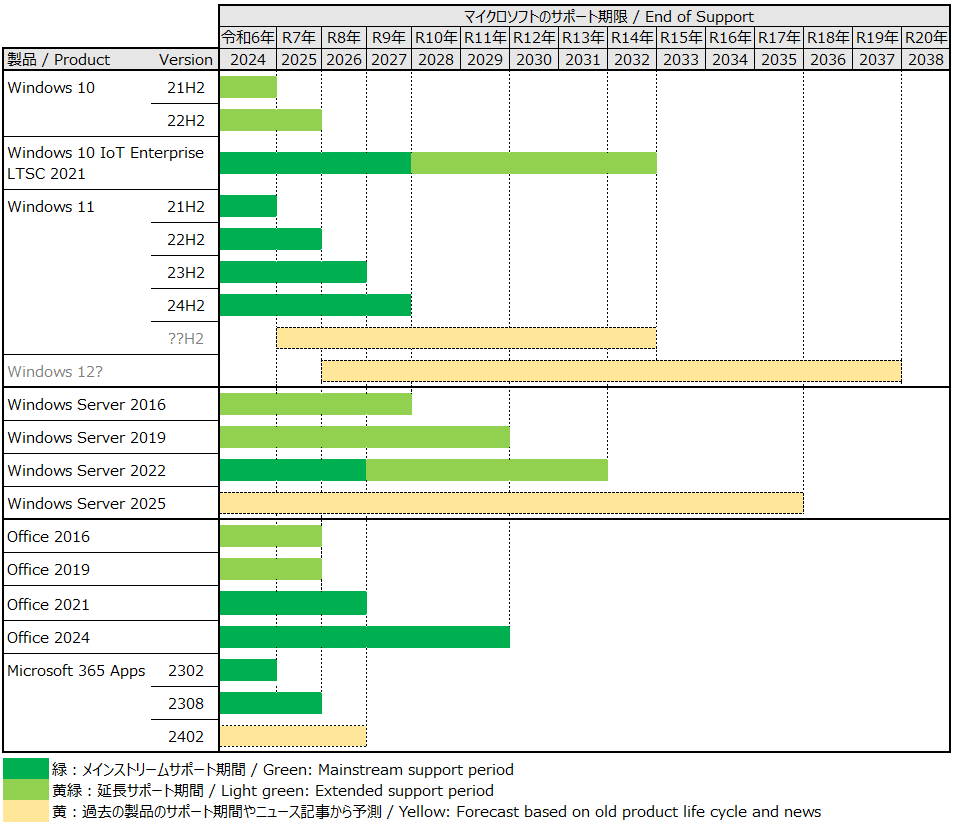 マイクロソフトのサポート期限 / End of Support
令和6年 R7年 R8年 R9年 R10年 R11年 R12年 R13年 R14年 R15年 R16年 R17年 R18年 R19年 R20年
製品 / Product Version 2024 2025 2026 2027 2028 2029 2030 2031 2032 2033 2034 2035 2036 2037 2038
Windows 10 21H2
22H2
Windows 10 IoT Enterprise
LTSC 2021
Windows 11 21H2
22H2
23H2
24H2
??H2
Windows 12?
Windows Server 2016
Windows Server 2019
Windows Server 2022
Windows Server 2025
Office 2016
Office 2019
Office 2021
Office 2024
Microsoft 365 Apps 2302
2308
2402
緑：メインストリームサポート期間 / Green: Mainstream support period
黄緑：延長サポート期間 / Light green: Extended support period
黄：過去の製品のサポート期間やニュース記事から予測 / Yellow: Forecast based on old product life cycle and news